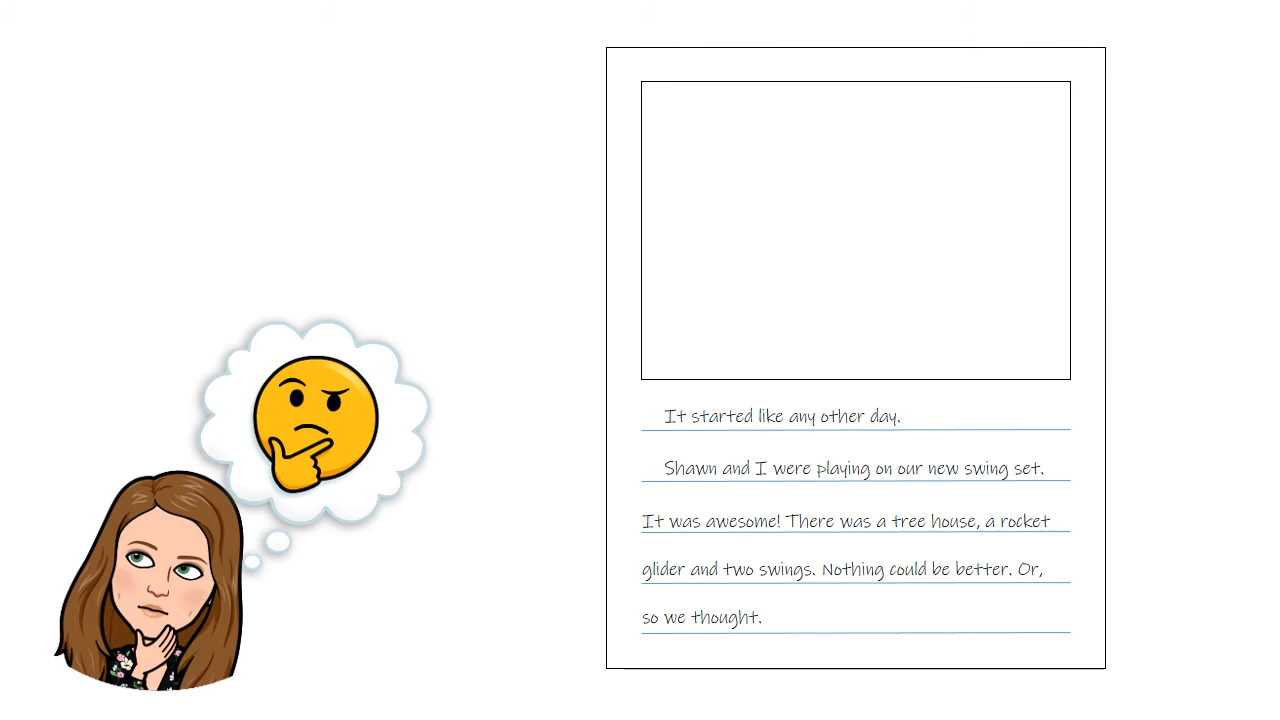 It started like any other day.
Shawn and I were playing on our new swing set.
It was awesome! There was a tree house, a rocket
glider and two swings. Nothing could be better. Or,
so we thought.